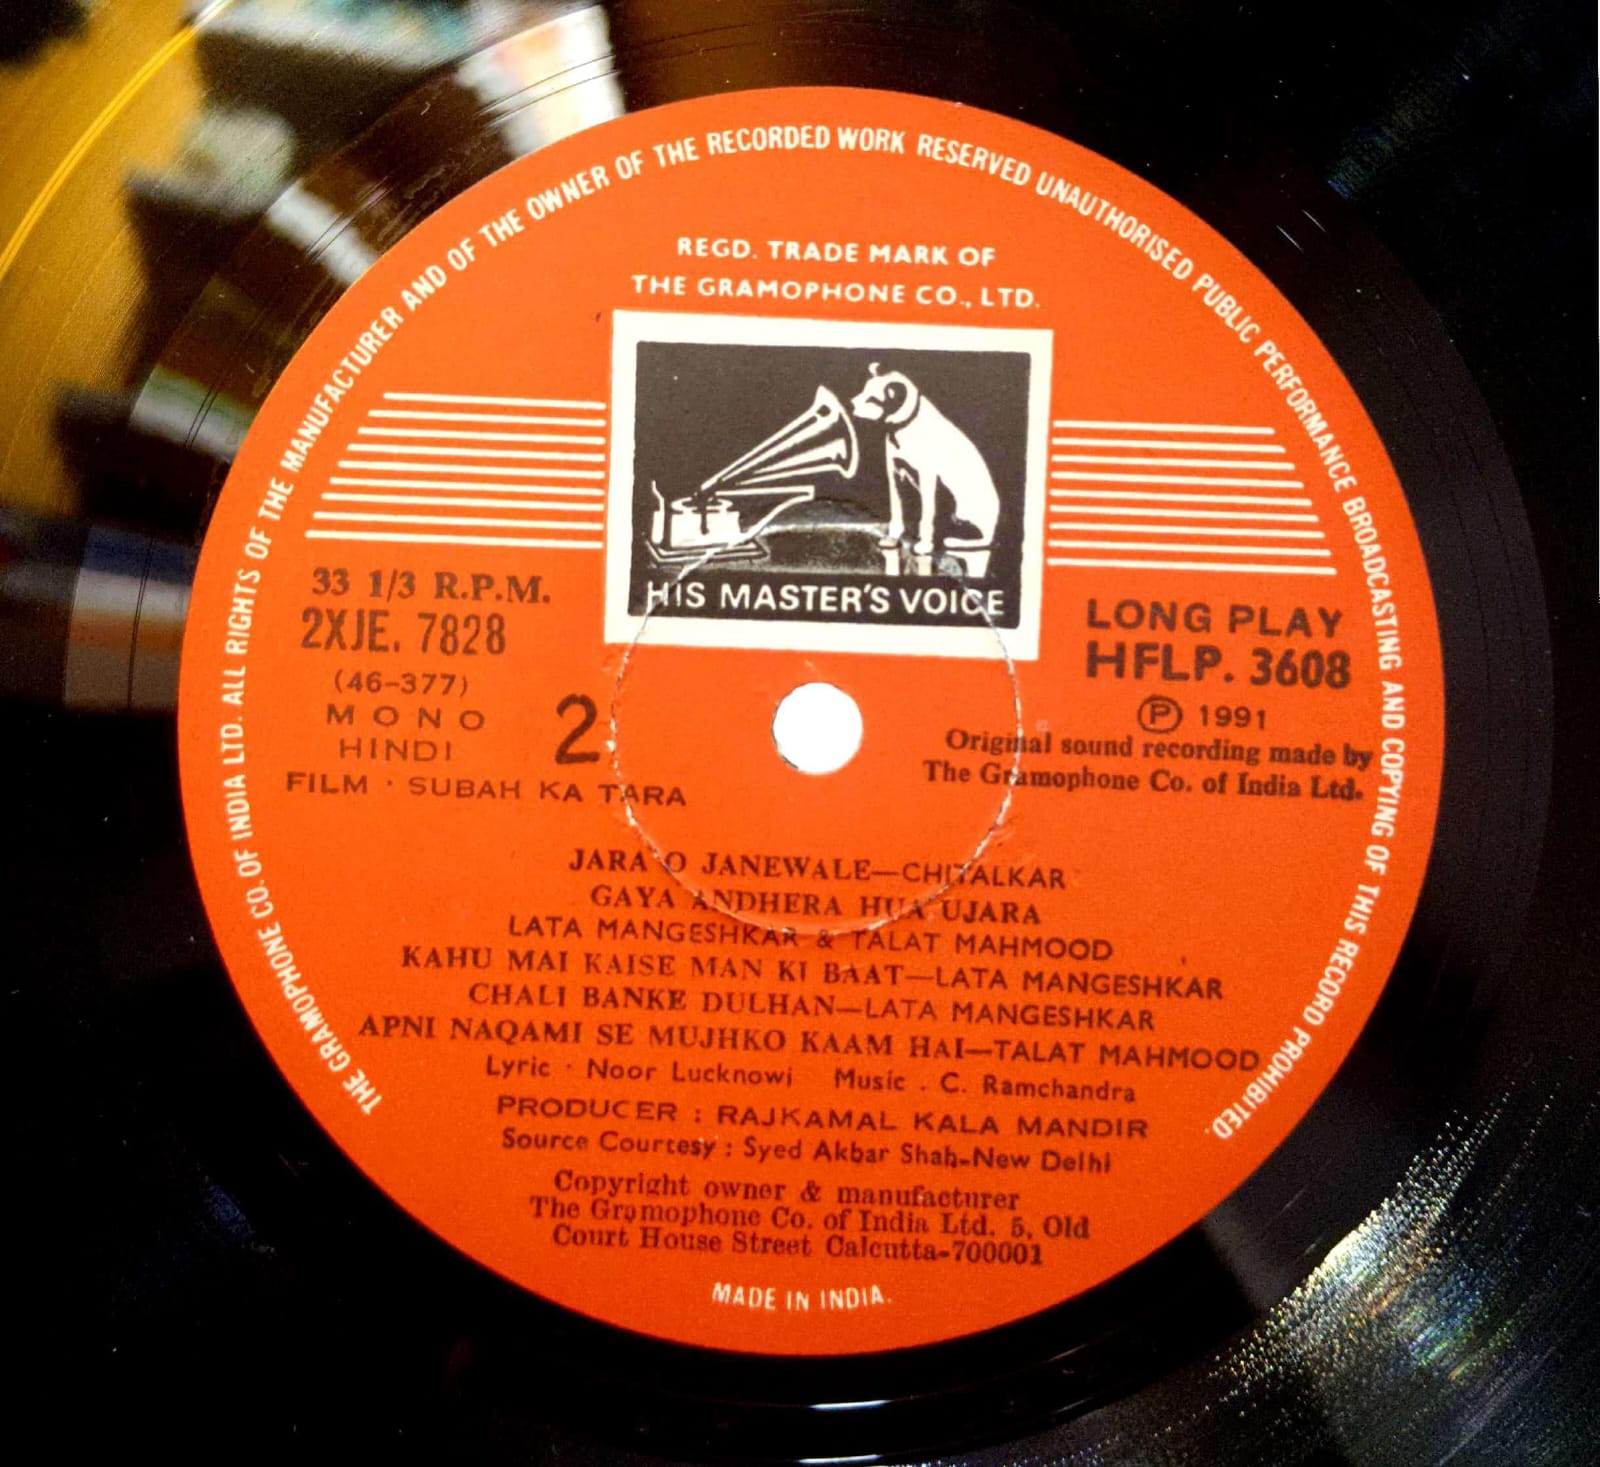 THE GRAMOPHONE CO. OF INDIA LTD. ALL RIGHTS OF THE MANUFACTURER AND OF THE OWNER OF THE RECORDED WORK RESERVED UNAUTHORISED PUBLIC PERFORMANCE BROADCASTING AND COPYING OF THIS RECORD PROHIBITED.
REGD. TRADE MARK OF
THE GRAMOPHONE CO., LTD.
HIS MASTER'S VOICE
33 1/3 R.P.M.
2XJE. 7828
(46-377)
MONO
HINDI
2
FILM · SUBAH KA TARA
LONG PLAY
HFLP. 3608
Ⓟ 1991
Original sound recording made by
The Gramophone Co. of India Ltd.
JARA O JANEWALE—CHITALKAR
GAYA ANDHERA HUA UJARA
LATA MANGESHKAR & TALAT MAHMOOD
KAHU MAI KAISE MAN KI BAAT—LATA MANGESHKAR
CHALI BANKE DULHAN—LATA MANGESHKAR
APNI NAQAMI SE MUJHKO KAAM HAI—TALAT MAHMOOD
Lyric · Noor Lucknowi Music . C. Ramchandra
PRODUCER : RAJKAMAL KALA MANDIR
Source Courtesy : Syed Akbar Shah-New Delhi
Copyright owner & manufacturer
The Gramophone Co. of India Ltd. 5, Old
Court House Street Calcutta-700001
MADE IN INDIA.